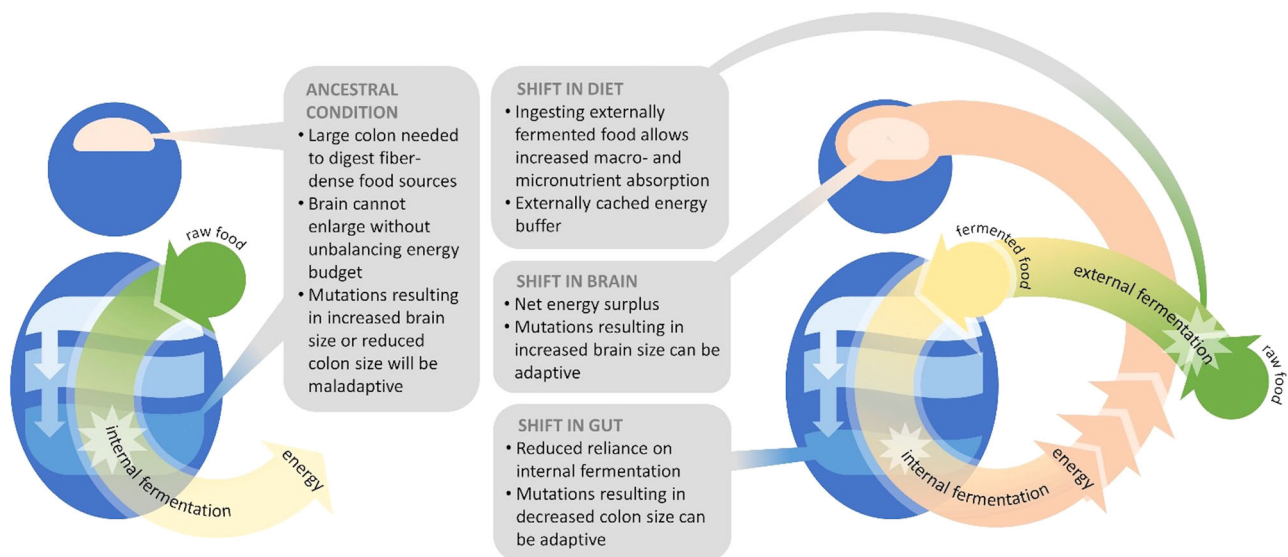 raw food
internal fermentation
energy
ANCESTRAL
CONDITION
• Large colon needed
to digest fiber-
dense food sources
• Brain cannot
enlarge without
unbalancing energy
budget
• Mutations resulting
in increased brain
size or reduced
colon size will be
maladaptive
SHIFT IN DIET
• Ingesting externally
fermented food allows
increased macro- and
micronutrient absorption
• Externally cached energy
buffer
SHIFT IN BRAIN
• Net energy surplus
• Mutations resulting in
increased brain size can be
adaptive
SHIFT IN GUT
• Reduced reliance on
internal fermentation
• Mutations resulting in
decreased colon size can
be adaptive
fermented food
external fermentation
raw food
internal fermentation
energy